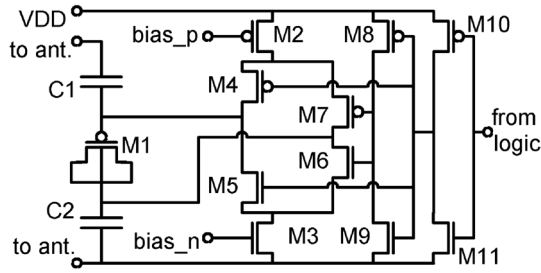 VDD
to ant.
bias_p
M2
M8
M10
C1
M4
M7
from
logic
M1
M6
M5
C2
to ant.
bias_n
M3
M9
M11